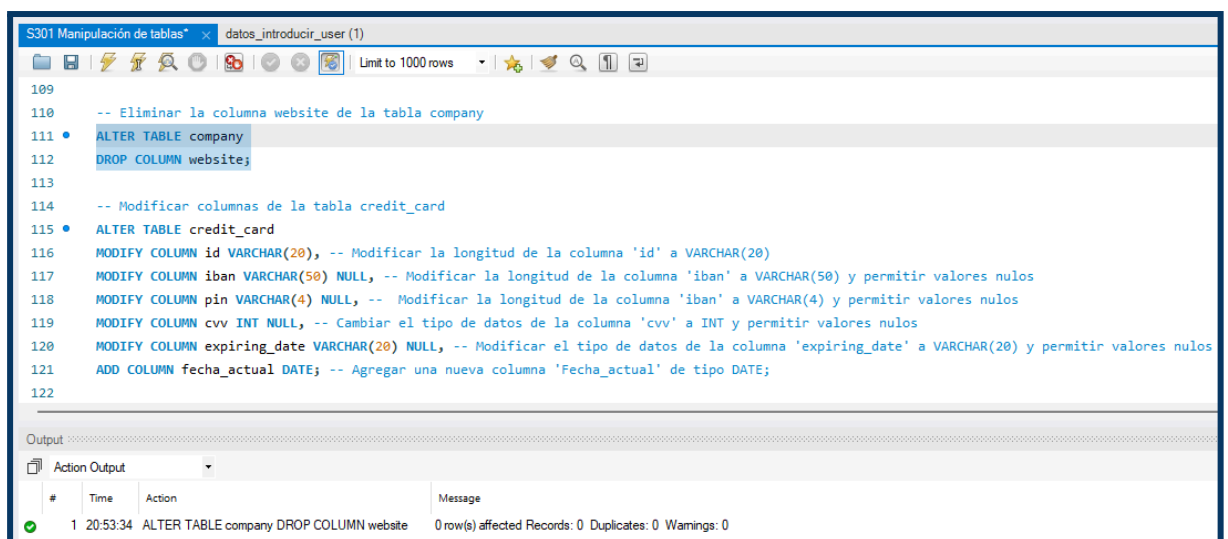 S301 Manipulación de tablas* × datos_introducir_user (1)
Limit to 1000 rows
109
110 -- Eliminar la columna website de la tabla company
111 ALTER TABLE company
112 DROP COLUMN website;
113
114 -- Modificar columnas de la tabla credit_card
115 ALTER TABLE credit_card
116 MODIFY COLUMN id VARCHAR(20), -- Modificar la longitud de la columna 'id' a VARCHAR(20)
117 MODIFY COLUMN iban VARCHAR(50) NULL, -- Modificar la longitud de la columna 'iban' a VARCHAR(50) y permitir valores nulos
118 MODIFY COLUMN pin VARCHAR(4) NULL, --  Modificar la longitud de la columna 'iban' a VARCHAR(4) y permitir valores nulos
119 MODIFY COLUMN cvv INT NULL, -- Cambiar el tipo de datos de la columna 'cvv' a INT y permitir valores nulos
120 MODIFY COLUMN expiring_date VARCHAR(20) NULL, -- Modificar el tipo de datos de la columna 'expiring_date' a VARCHAR(20) y permitir valores nulos
121 ADD COLUMN fecha_actual DATE; -- Agregar una nueva columna 'Fecha_actual' de tipo DATE;
122
Output
Action Output
# Time Action Message
1 20:53:34 ALTER TABLE company DROP COLUMN website 0 row(s) affected Records: 0 Duplicates: 0 Warnings: 0